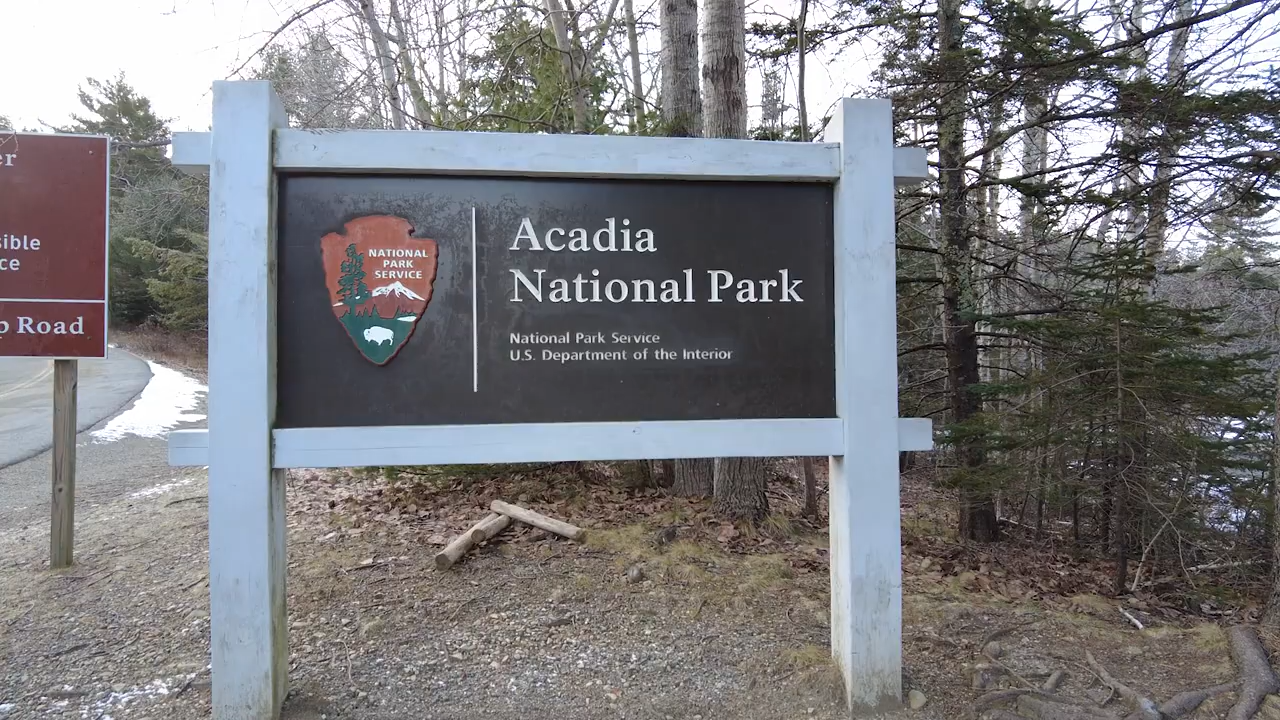 er
sible
ce
p Road
NATIONAL
PARK
SERVICE
Acadia
National Park
National Park Service
U.S. Department of the Interior